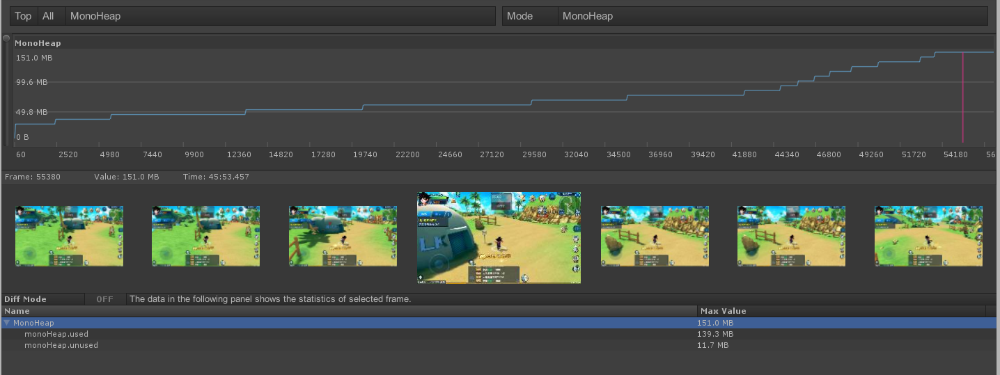 Top All MonoHeap Mode MonoHeap
MonoHeap
151.0 MB
99.6 MB
49.8 MB
0 B
60 2520 4980 7440 9900 12360 14820 17280 19740 22200 24660 27120 29580 32040 34500 36960 39420 41880 44340 46800 49260 51720 54180 56
Frame: 55380 Value: 151.0 MB Time: 45:53.457
Diff Mode OFF The data in the following panel shows the statistics of selected frame.
Name Max Value
MonoHeap 151.0 MB
monoHeap.used 139.3 MB
monoHeap.unused 11.7 MB